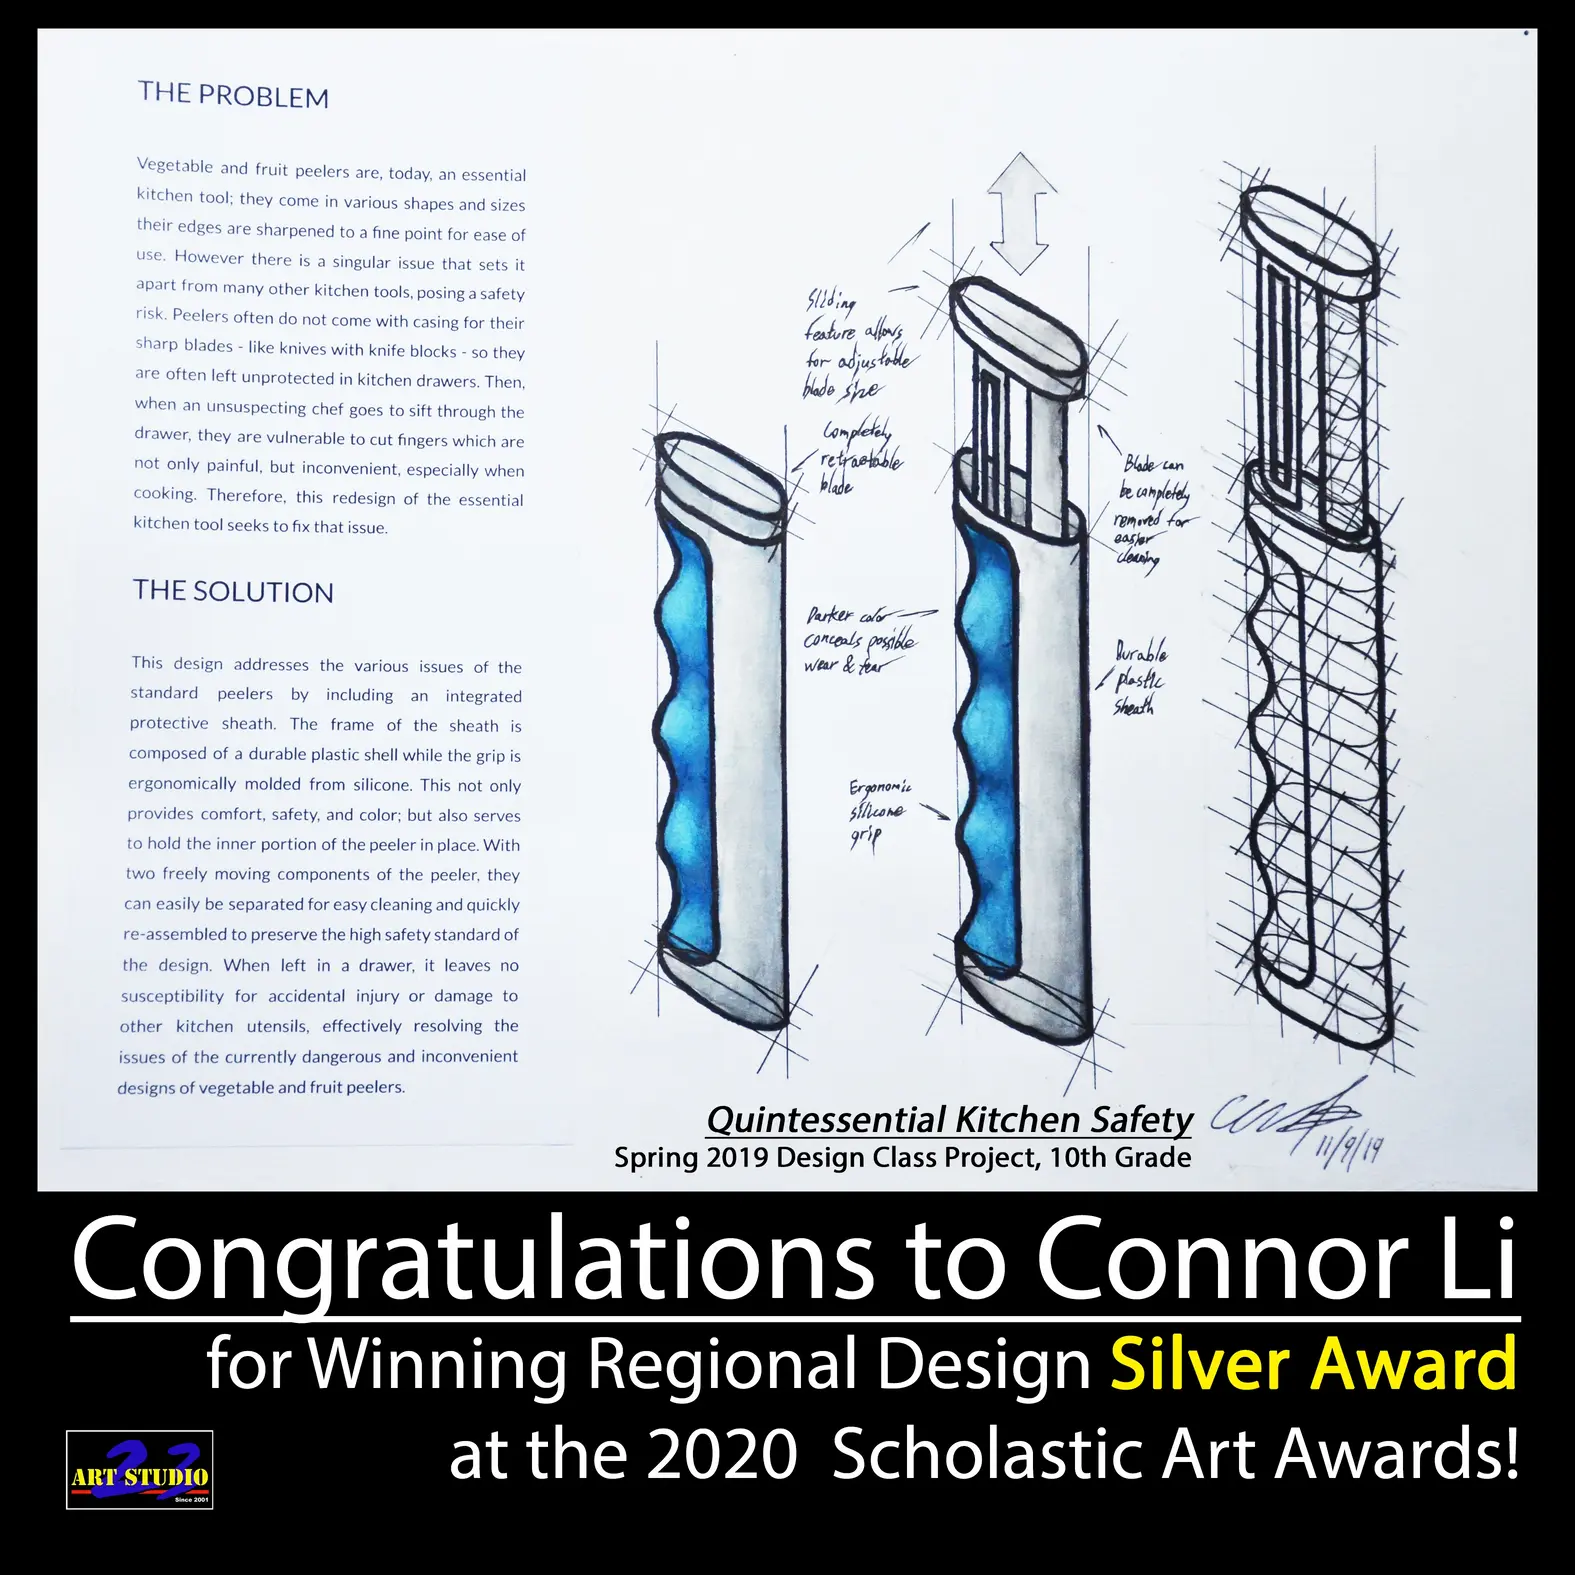 THE PROBLEM
Vegetable and fruit peelers are, today, an essential
kitchen tool; they come in various shapes and sizes
their edges are sharpened to a fine point for ease of
use. However there is a singular issue that sets it
apart from many other kitchen tools, posing a safety
risk. Peelers often do not come with casing for their
sharp blades - like knives with knife blocks - so they
are often left unprotected in kitchen drawers. Then,
when an unsuspecting chef goes to sift through the
drawer, they are vulnerable to cut fingers which are
not only painful, but inconvenient, especially when
cooking. Therefore, this redesign of the essential
kitchen tool seeks to fix that issue.
THE SOLUTION
This design addresses the various issues of the
standard peelers by including an integrated
protective sheath. The frame of the sheath is
composed of a durable plastic shell while the grip is
ergonomically molded from silicone. This not only
provides comfort, safety, and color; but also serves
to hold the inner portion of the peeler in place. With
two freely moving components of the peeler, they
can easily be separated for easy cleaning and quickly
re-assembled to preserve the high safety standard of
the design. When left in a drawer, it leaves no
susceptibility for accidental injury or damage to
other kitchen utensils, effectively resolving the
issues of the currently dangerous and inconvenient
designs of vegetable and fruit peelers.
Sliding
feature allows
for adjustable
blade size
Completely
retractable
blade
Blade can
be completely
removed for
easier
cleaning
Darker color
conceals possible
wear & tear
Durable
plastic
sheath
Ergonomic
silicone
grip
Quintessential Kitchen Safety
Spring 2019 Design Class Project, 10th Grade
11/9/19
Congratulations to Connor Li
for Winning Regional Design Silver Award
at the 2020 Scholastic Art Awards!
23
ART STUDIO
Since 2001